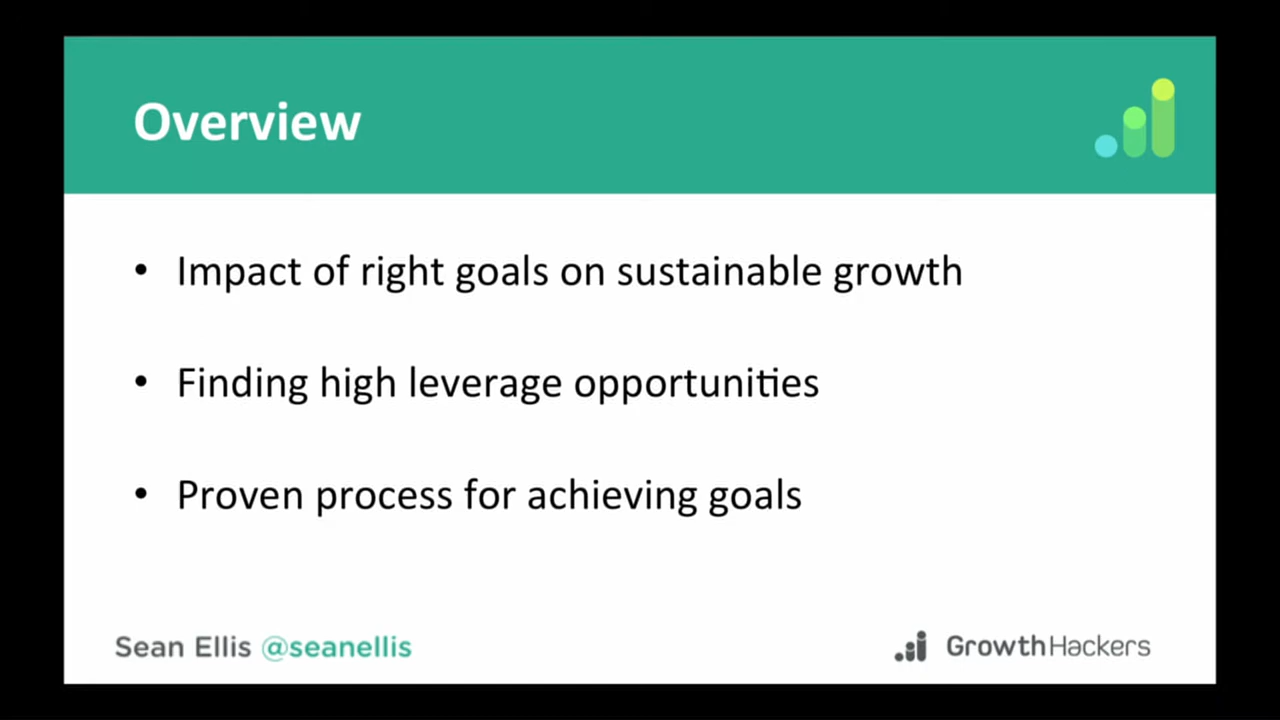 Overview
• Impact of right goals on sustainable growth
• Finding high leverage opportunities
• Proven process for achieving goals
Sean Ellis @seanellis
GrowthHackers